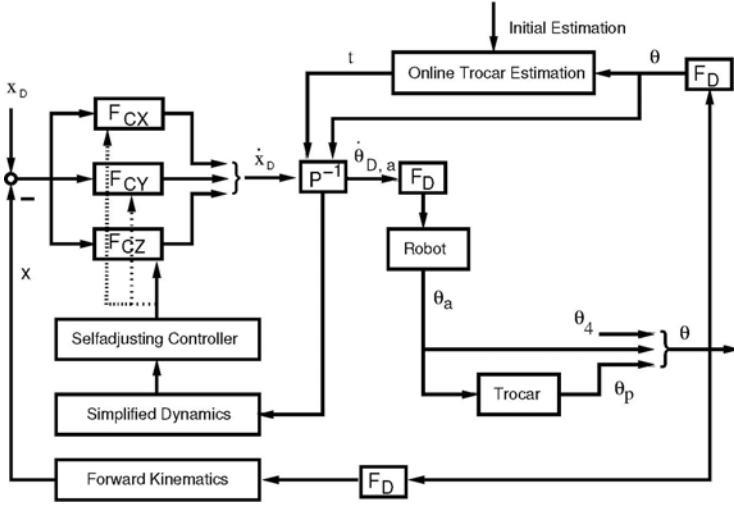 Initial Estimation
t
Online Trocar Estimation
θ
F_D
x_D
F_CX
F_CY
F_CZ
−
ẋ_D
P⁻¹
θ̇_D, a
F_D
Robot
x
θ_a
Selfadjusting Controller
θ_4
θ
Simplified Dynamics
Trocar
θ_p
Forward Kinematics
F_D